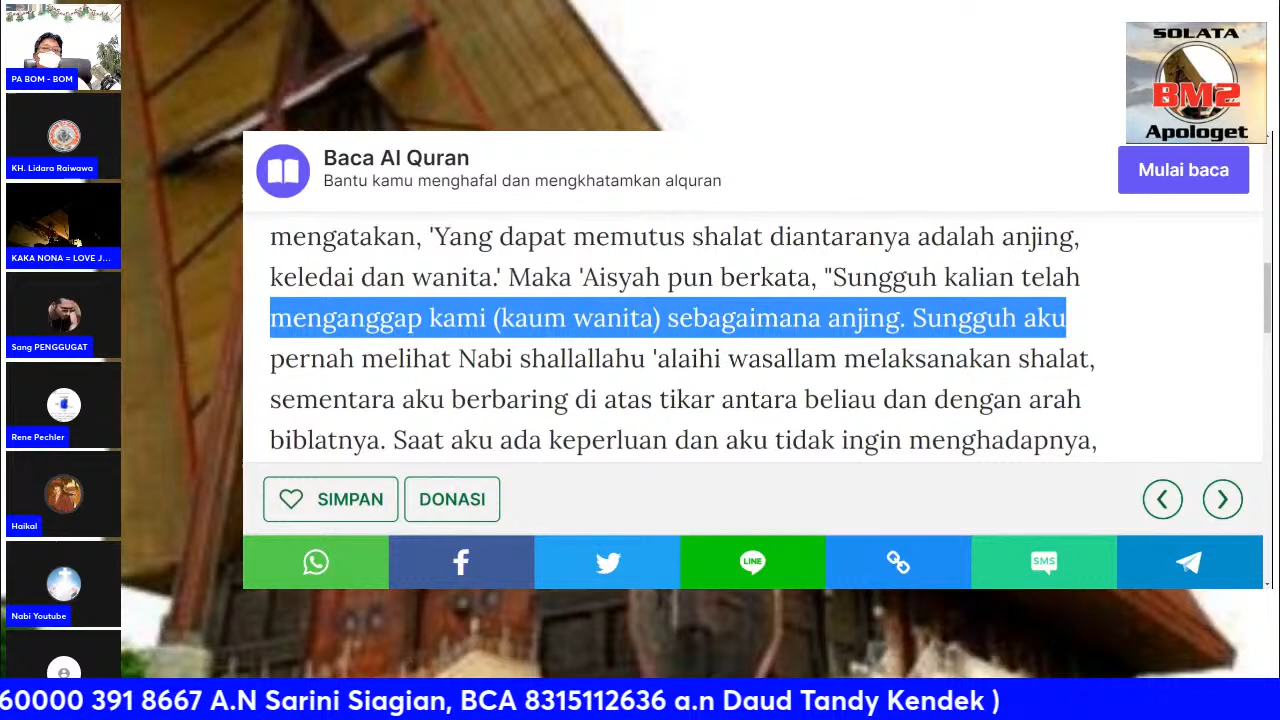 PA BOM - BOM
KH. Lidara Raiwawa
KAKA NONA = LOVE J...
Sang PENGGUGAT
Rene Pechler
Haikal
Nabi Youtube
SOLATA
BM2
Apologet
Baca Al Quran
Bantu kamu menghafal dan mengkhatamkan alquran
Mulai baca
mengatakan, 'Yang dapat memutus shalat diantaranya adalah anjing,
keledai dan wanita.' Maka 'Aisyah pun berkata, "Sungguh kalian telah
menganggap kami (kaum wanita) sebagaimana anjing. Sungguh aku
pernah melihat Nabi shallallahu 'alaihi wasallam melaksanakan shalat,
sementara aku berbaring di atas tikar antara beliau dan dengan arah
biblatnya. Saat aku ada keperluan dan aku tidak ingin menghadapnya,
SIMPAN
DONASI
LINE
SMS
60000 391 8667 A.N Sarini Siagian, BCA 8315112636 a.n Daud Tandy Kendek )